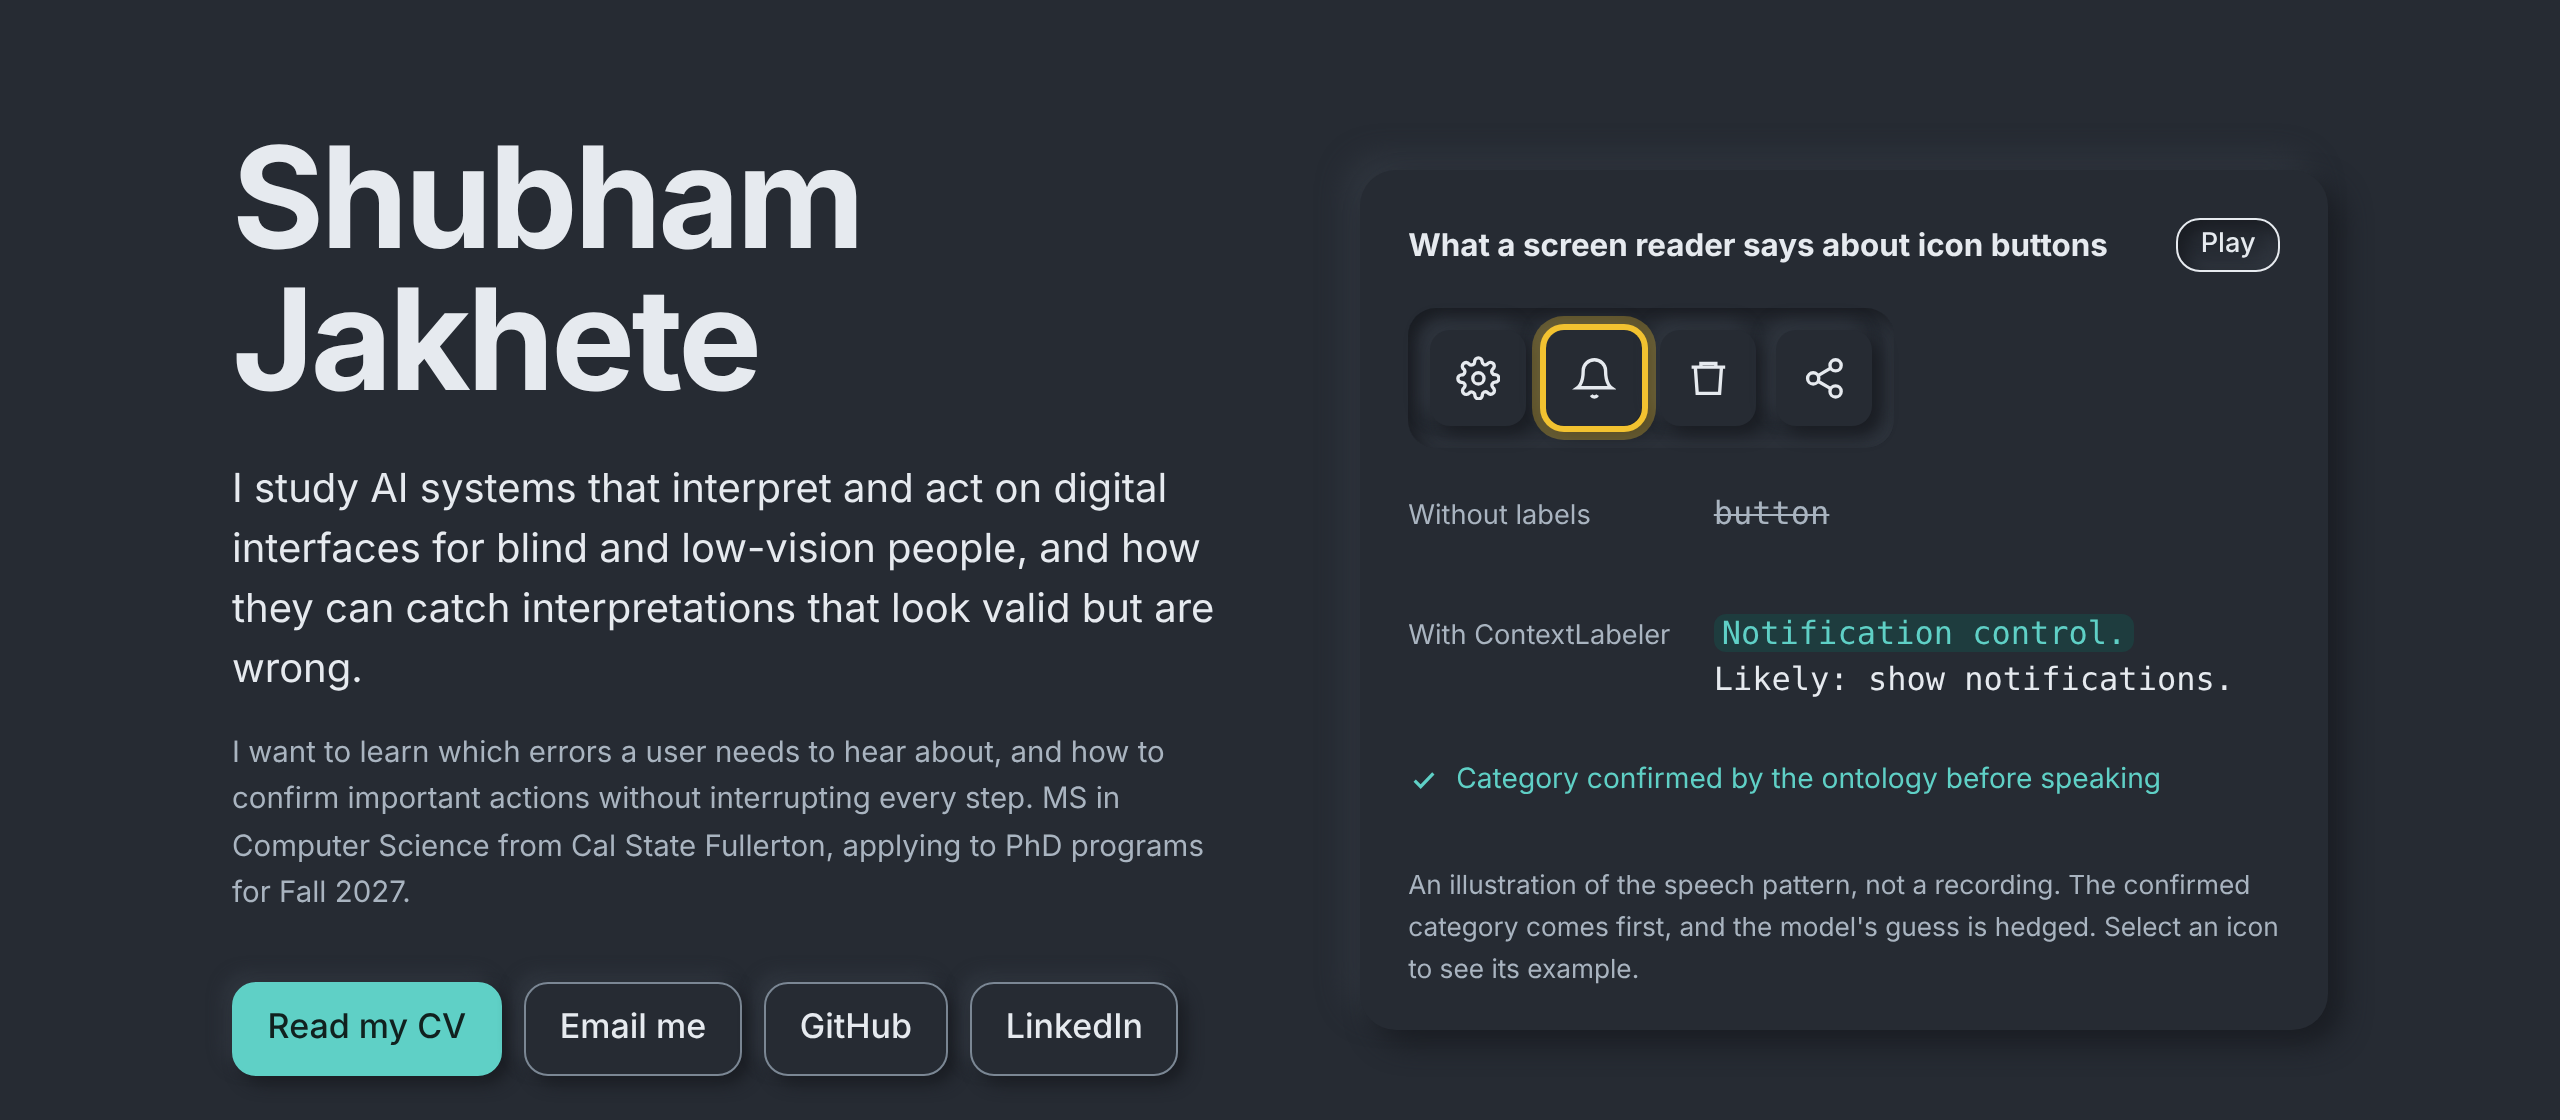 Shubham
Jakhete
I study AI systems that interpret and act on digital
interfaces for blind and low-vision people, and how
they can catch interpretations that look valid but are
wrong.
I want to learn which errors a user needs to hear about, and how to
confirm important actions without interrupting every step. MS in
Computer Science from Cal State Fullerton, applying to PhD programs
for Fall 2027.
Read my CV
Email me
GitHub
LinkedIn
What a screen reader says about icon buttons
Play
Without labels
button
With ContextLabeler
Notification control.
Likely: show notifications.
Category confirmed by the ontology before speaking
An illustration of the speech pattern, not a recording. The confirmed
category comes first, and the model's guess is hedged. Select an icon
to see its example.